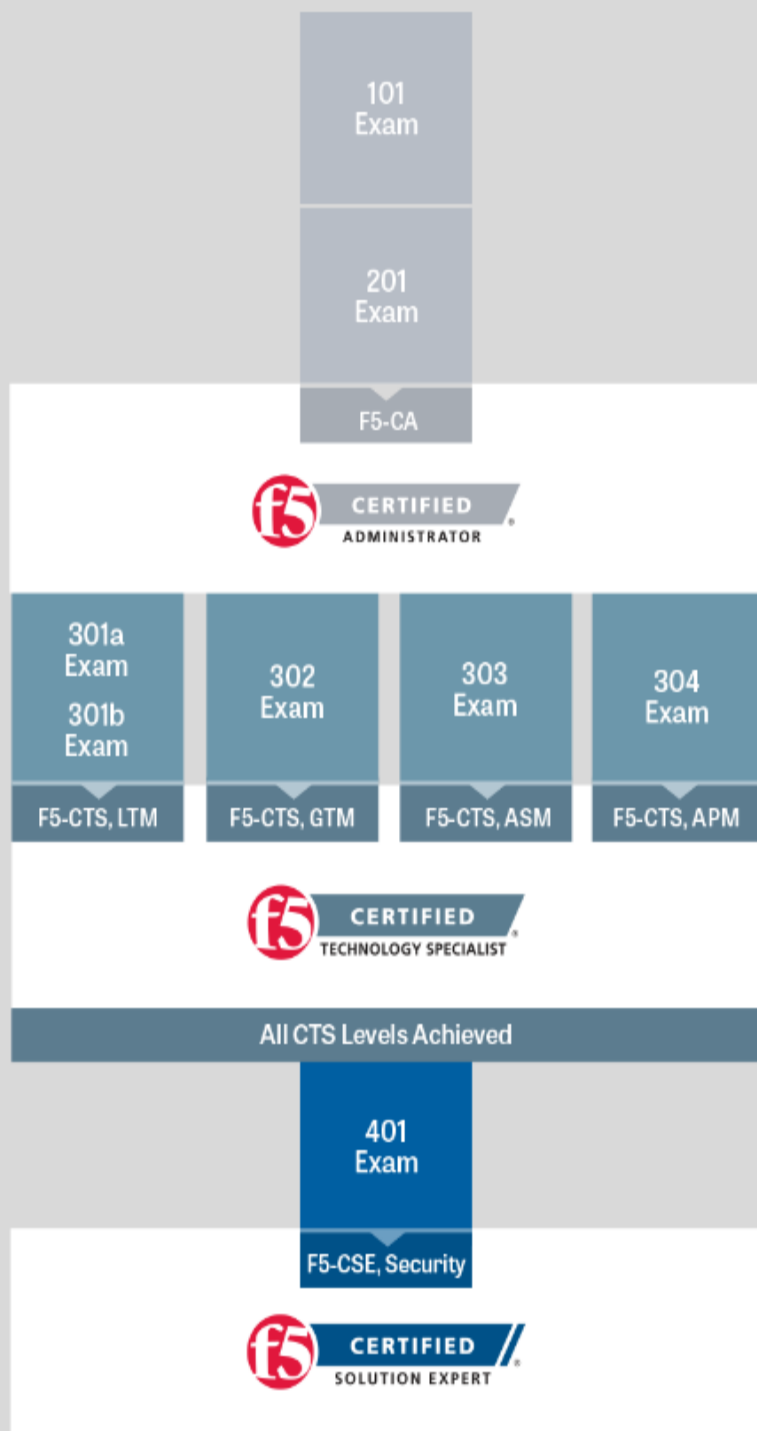 101
Exam
201
Exam
F5-CA
f5 CERTIFIED ®
ADMINISTRATOR
301a
Exam
301b
Exam
302
Exam
303
Exam
304
Exam
F5-CTS, LTM
F5-CTS, GTM
F5-CTS, ASM
F5-CTS, APM
f5 CERTIFIED ®
TECHNOLOGY SPECIALIST
All CTS Levels Achieved
401
Exam
F5-CSE, Security
f5 CERTIFIED ®
SOLUTION EXPERT